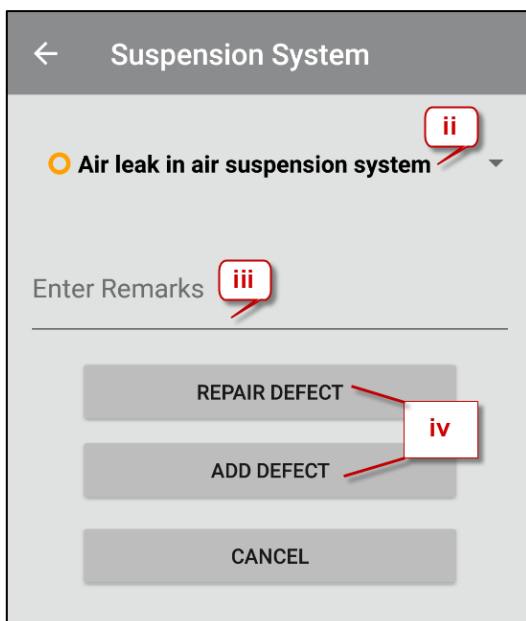 Suspension System
ii
Air leak in air suspension system
Enter Remarks
iii
REPAIR DEFECT
iv
ADD DEFECT
CANCEL